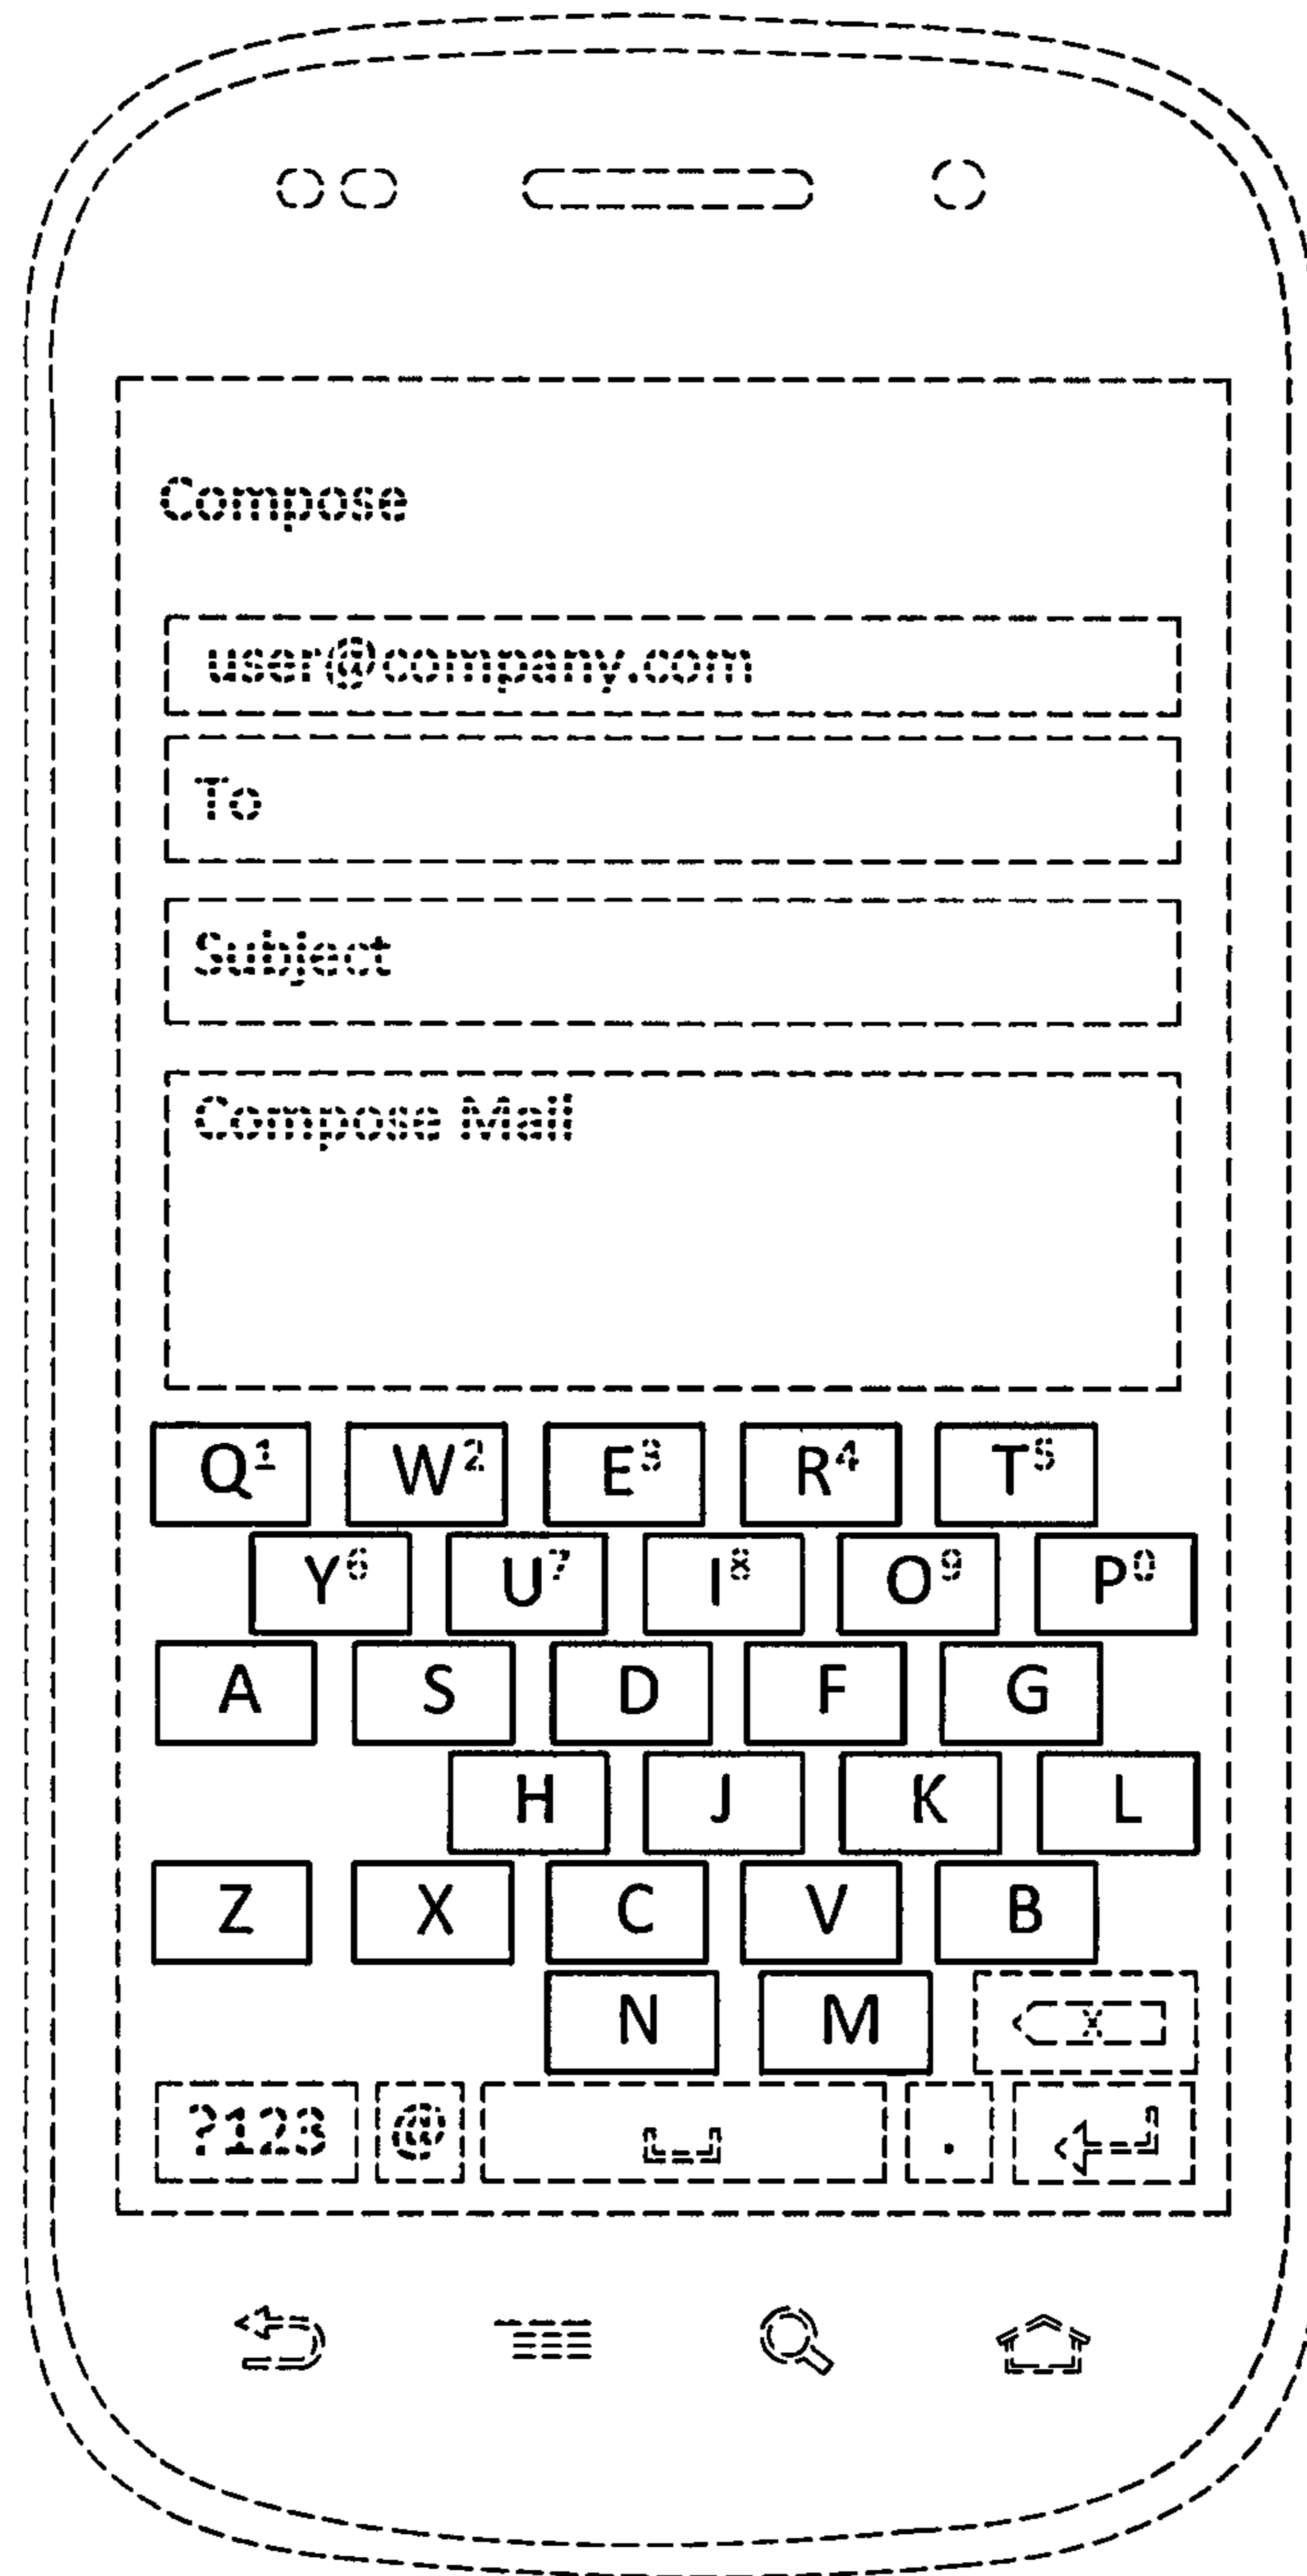 Compose
user@company.com
To
Subject
Compose Mail
Q1 W2 E3 R4 T5
Y6 U7 I8 O9 P0
A S D F G
H J K L
Z X C V B
N M X
?123 @ .